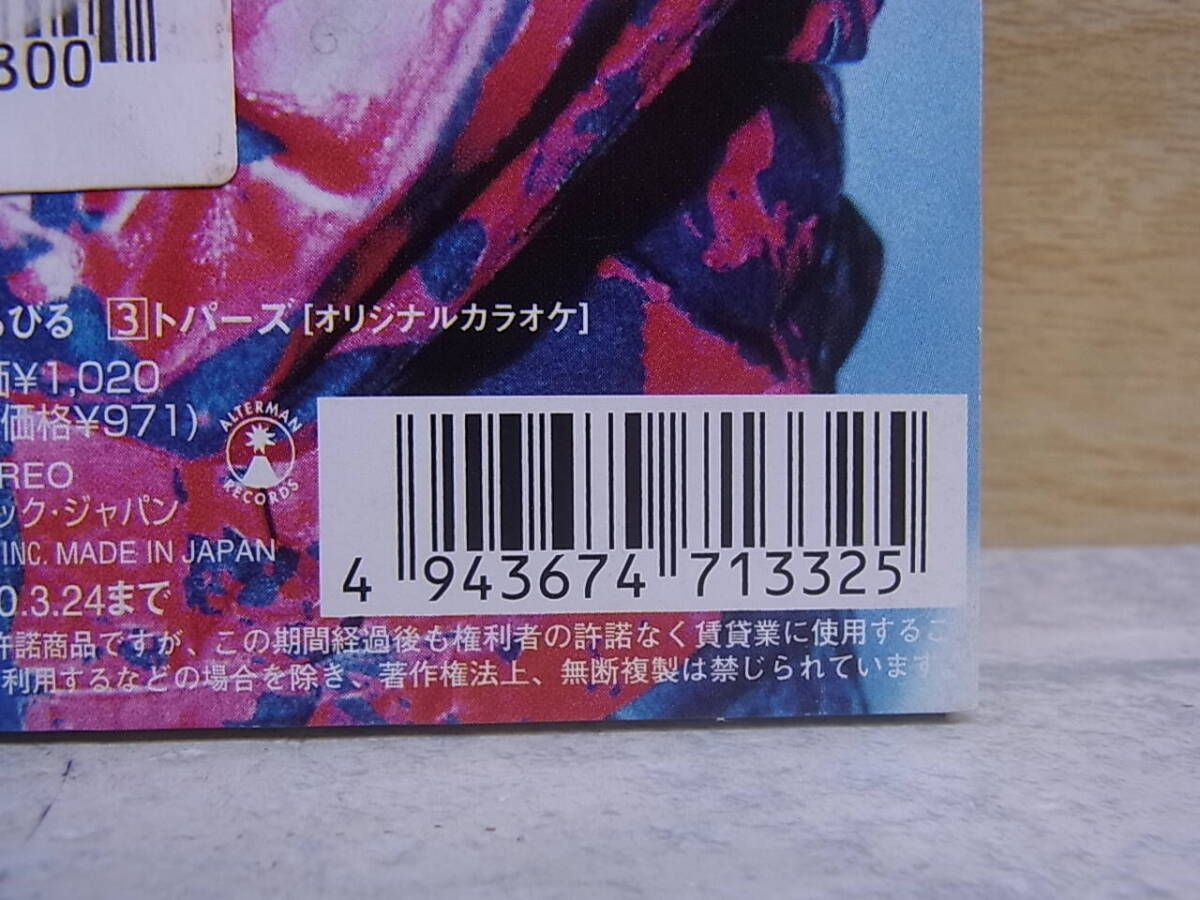 800
びる 3トパーズ [オリジナルカラオケ]
価¥1,020
価格¥971)
ALTERMAN
RECORDS
REO
ック・ジャパン
INC. MADE IN JAPAN
0.3.24まで
4 943674 713325
許諾商品ですが、この期間経過後も権利者の許諾なく賃貸業に使用するこ
利用するなどの場合を除き、著作権法上、無断複製は禁じられています。